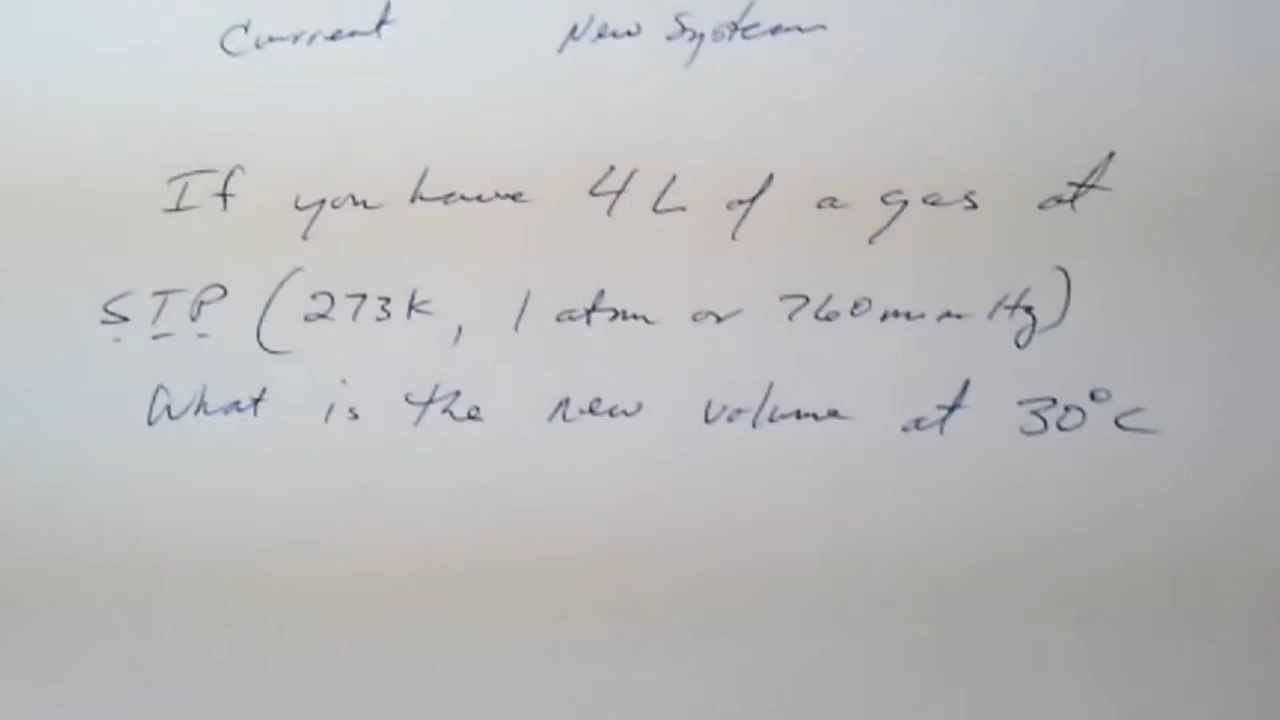 Current New System
If you have 4 L of a gas at
STP (273K, 1 atm or 760 mm Hg)
What is the new volume at 30°C